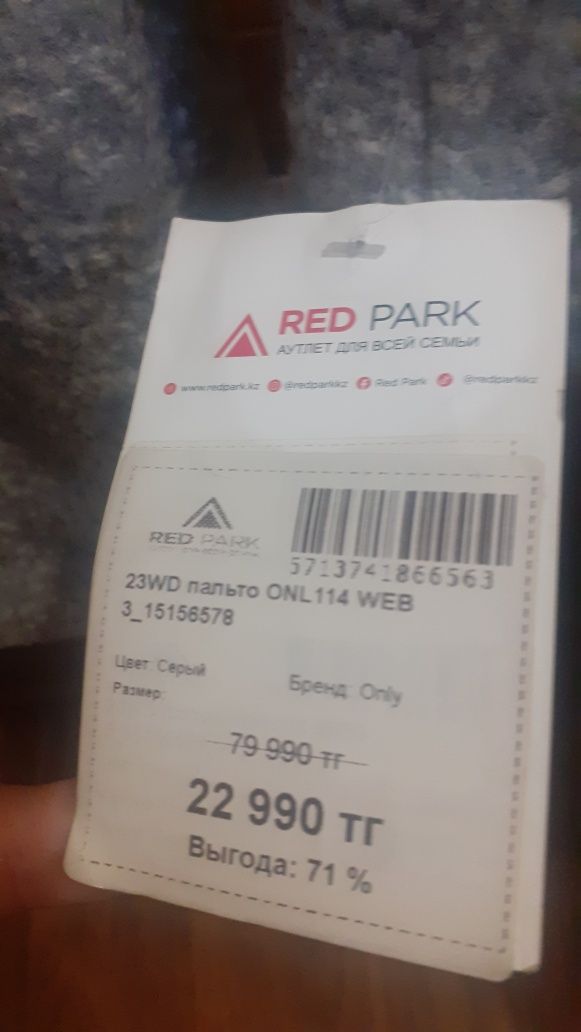 RED PARK
АУТЛЕТ ДЛЯ ВСЕЙ СЕМЬИ
www.redpark.kz @redparkkz Red Park @redparkkz
RED PARK
5713741866563
23WD пальто ONL114 WEB
3_15156578
Цвет: Серый
Бренд: Only
Размер:
79 990 тг
22 990 тг
Выгода: 71 %